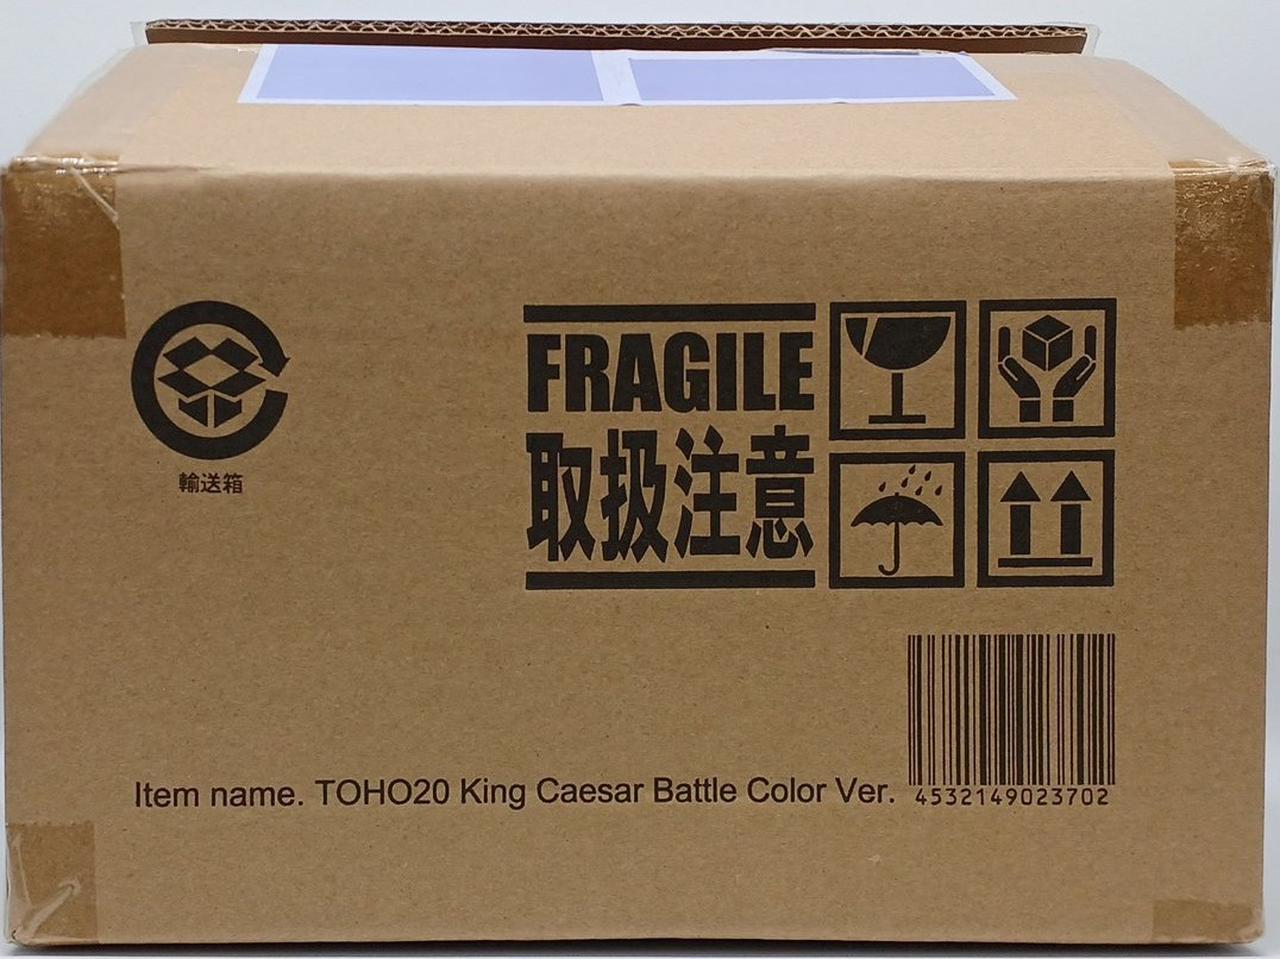 FRAGILE
取扱注意
輸送箱
Item name. TOHO20 King Caesar Battle Color Ver.
4532149023702